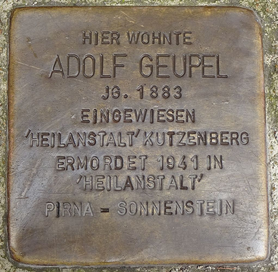 HIER WOHNTE
ADOLF GEUPEL
JG. 1883
EINGEWIESEN
'HEILANSTALT' KUTZENBERG
ERMORDET 1941 IN
'HEILANSTALT'
PIRNA - SONNENSTEIN